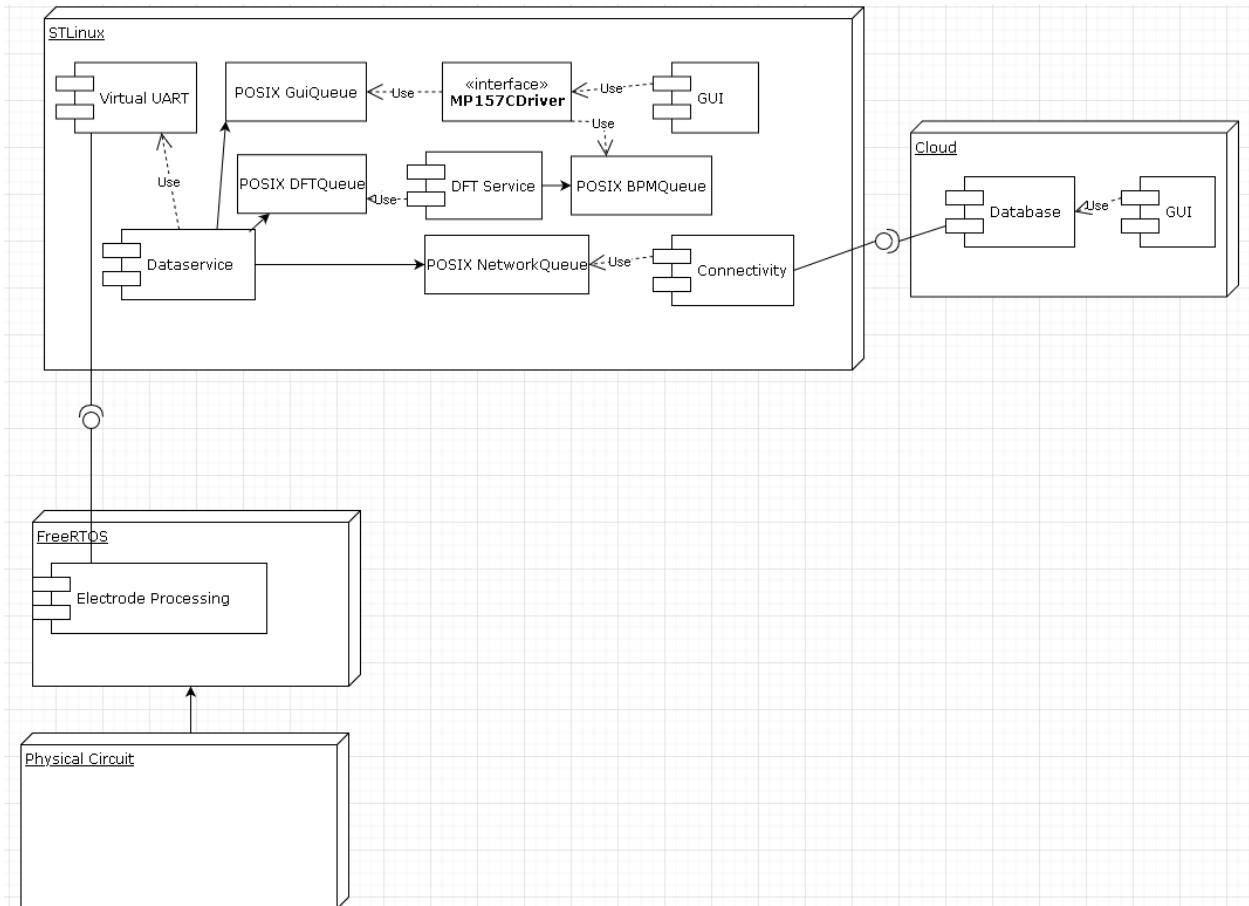 STLinux
Virtual UART
POSIX GuiQueue
Use
«interface»
MP157CDriver
Use
GUI
Use
Use
POSIX DFTQueue
Use
DFT Service
POSIX BPMQueue
Dataservice
POSIX NetworkQueue
Use
Connectivity
Cloud
Database
Use
GUI
FreeRTOS
Electrode Processing
Physical Circuit